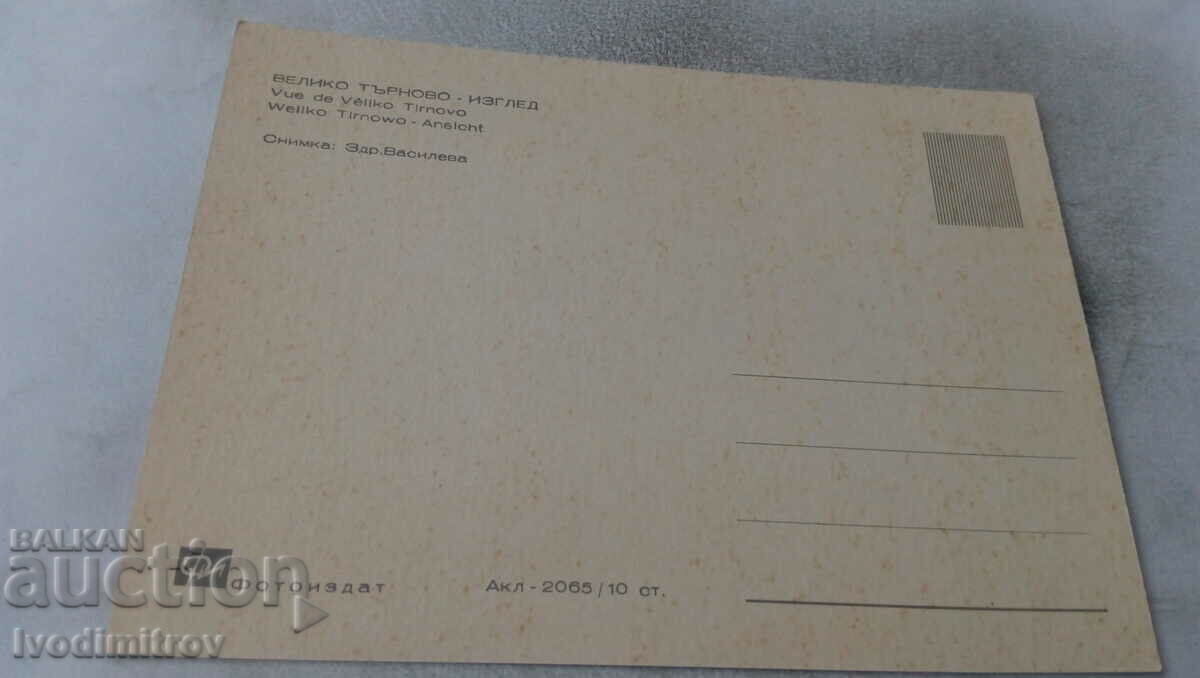 ВЕЛИКО ТЪРНОВО - ИЗГЛЕД
Vue de Véliko Tirnovo
Weliko Tirnowo - Ansicht
Снимка: Здр.Василева
Фотоиздат
Акл - 2065 / 10 ст.
BALKAN
auction
Ivodimitrov